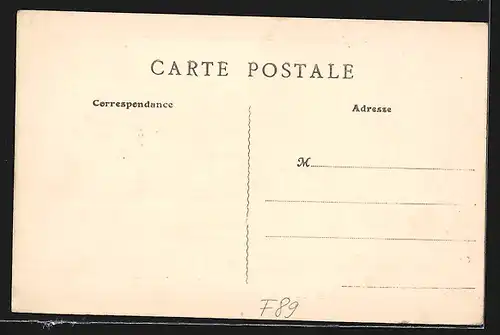 CARTE POSTALE
Correspondance
Adresse
M
F89